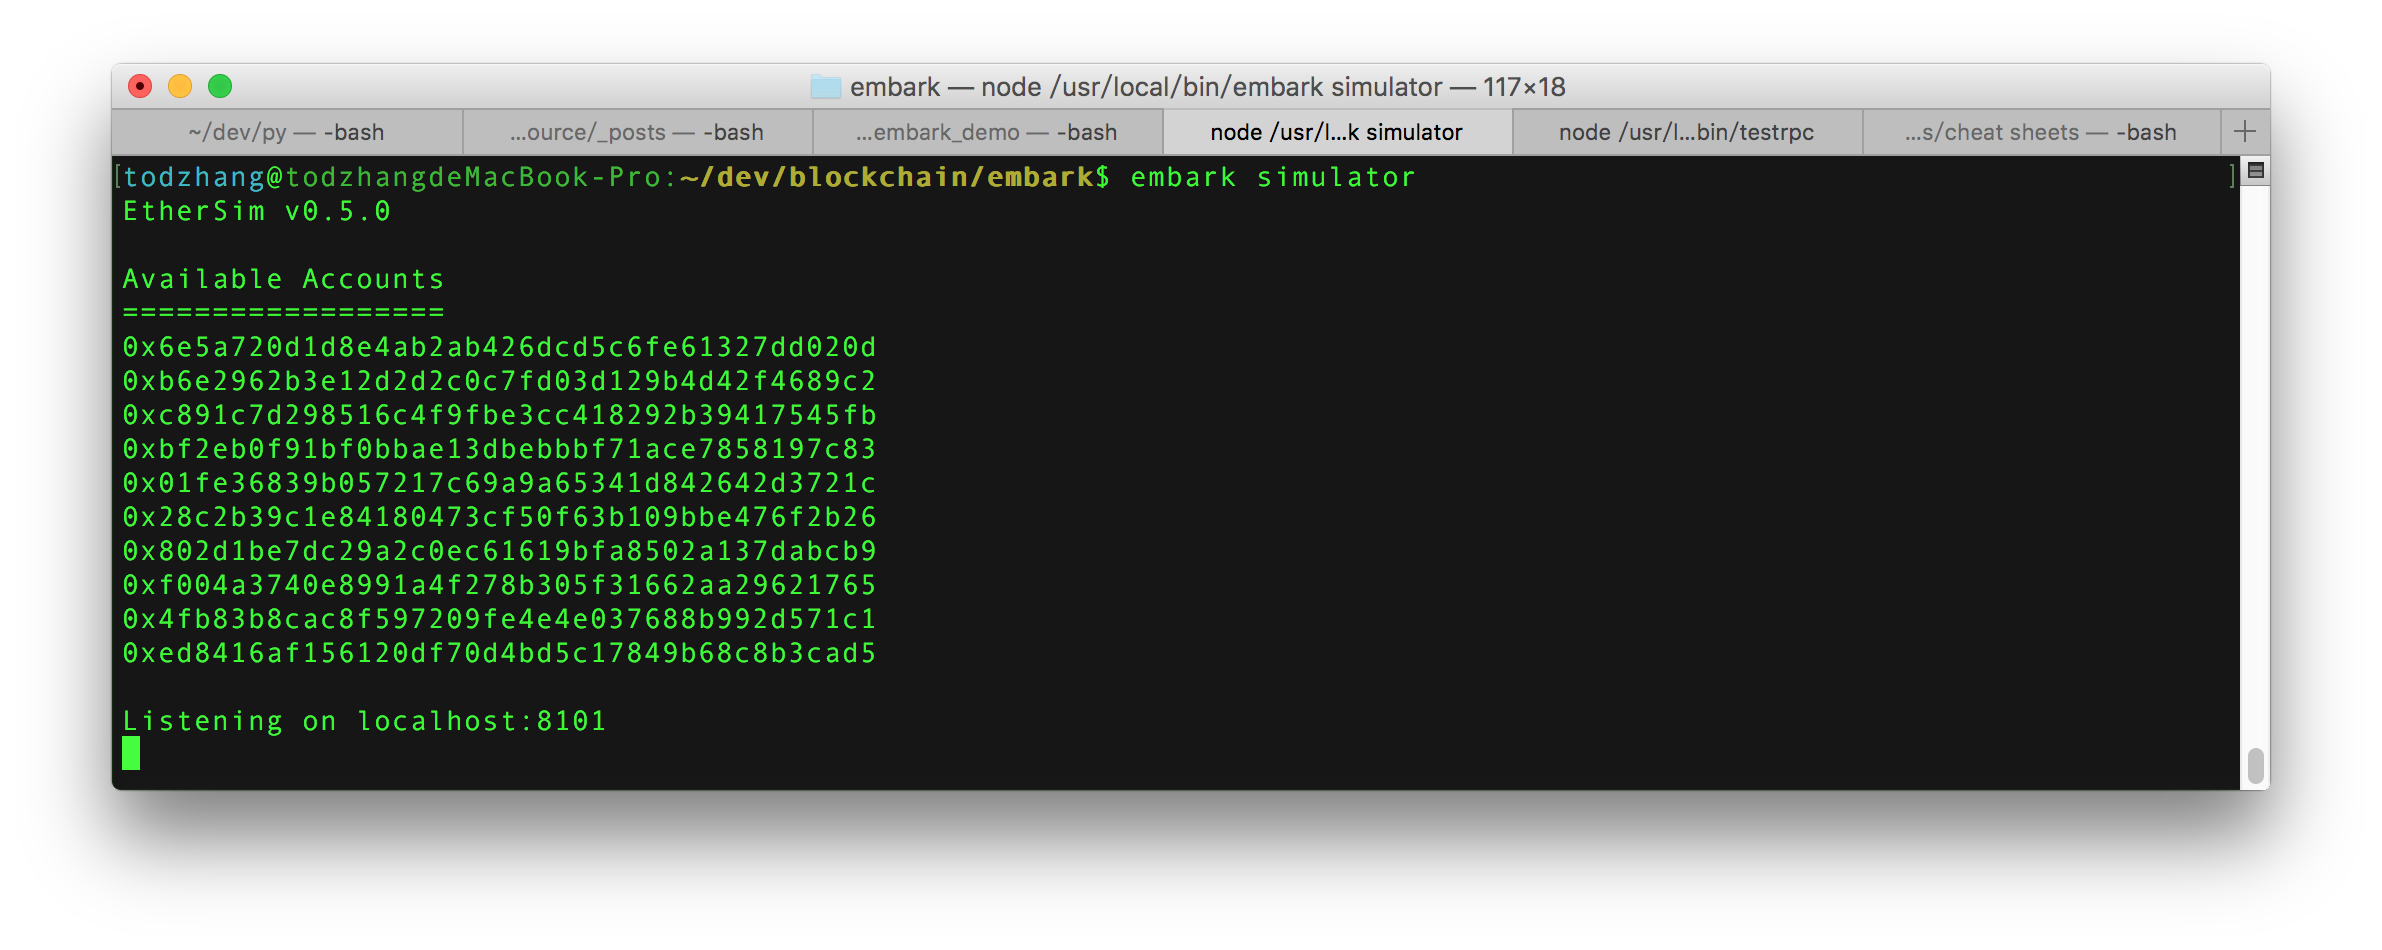 embark — node /usr/local/bin/embark simulator — 117×18
~/dev/py — -bash
...ource/_posts — -bash
...embark_demo — -bash
node /usr/l...k simulator
node /usr/l...bin/testrpc
...s/cheat sheets — -bash
[todzhang@todzhangdeMacBook-Pro:~/dev/blockchain/embark$ embark simulator ]
EtherSim v0.5.0
Available Accounts
==================
0x6e5a720d1d8e4ab2ab426dcd5c6fe61327dd020d
0xb6e2962b3e12d2d2c0c7fd03d129b4d42f4689c2
0xc891c7d298516c4f9fbe3cc418292b39417545fb
0xbf2eb0f91bf0bbae13dbebbbf71ace7858197c83
0x01fe36839b057217c69a9a65341d842642d3721c
0x28c2b39c1e84180473cf50f63b109bbe476f2b26
0x802d1be7dc29a2c0ec61619bfa8502a137dabcb9
0xf004a3740e8991a4f278b305f31662aa29621765
0x4fb83b8cac8f597209fe4e4e037688b992d571c1
0xed8416af156120df70d4bd5c17849b68c8b3cad5
Listening on localhost:8101